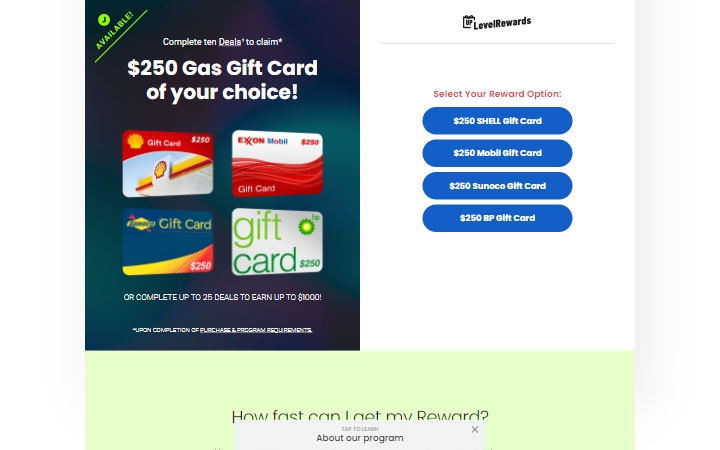 AVAILABLE!
Complete ten Deals¹ to claim*
$250 Gas Gift Card
of your choice!
Gift Card $250
EXXON Mobil $250
Gift Card
SUNOCO Gift Card
$250
gift bp
card $250
OR COMPLETE UP TO 25 DEALS TO EARN UP TO $1000!
*UPON COMPLETION OF PURCHASE & PROGRAM REQUIREMENTS.
UP LevelRewards
Select Your Reward Option:
$250 SHELL Gift Card
$250 Mobil Gift Card
$250 Sunoco Gift Card
$250 BP Gift Card
How fast can I get my Reward?
TAP TO LEARN
About our program